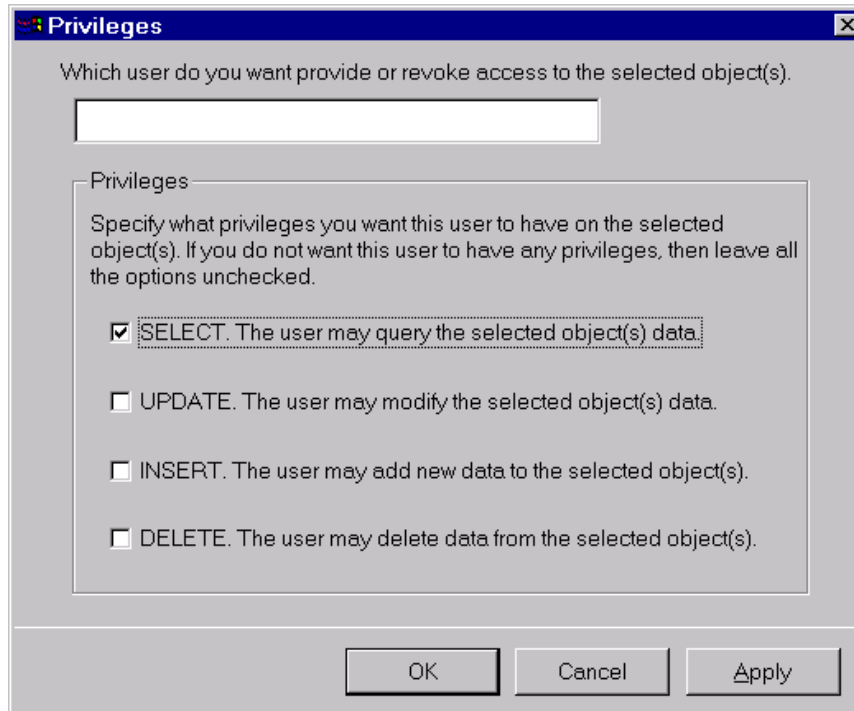 Privileges
Which user do you want provide or revoke access to the selected object(s).
Privileges
Specify what privileges you want this user to have on the selected
object(s). If you do not want this user to have any privileges, then leave all
the options unchecked.
SELECT. The user may query the selected object(s) data.
UPDATE. The user may modify the selected object(s) data.
INSERT. The user may add new data to the selected object(s).
DELETE. The user may delete data from the selected object(s).
OK Cancel Apply